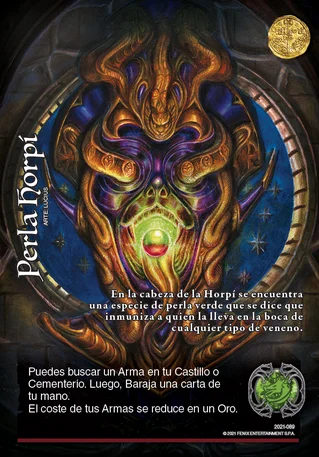 Perla Horpí
ARTE: LUCIUS
En la cabeza de la Horpí se encuentra
una especie de perla verde que se dice que
inmuniza a quien la lleva en la boca de
cualquier tipo de veneno.
Puedes buscar un Arma en tu Castillo o
Cementerio. Luego, Baraja una carta de
tu mano.
El coste de tus Armas se reduce en un Oro.
2021-089
© 2021 FENIX ENTERTAINMENT S.P.A.